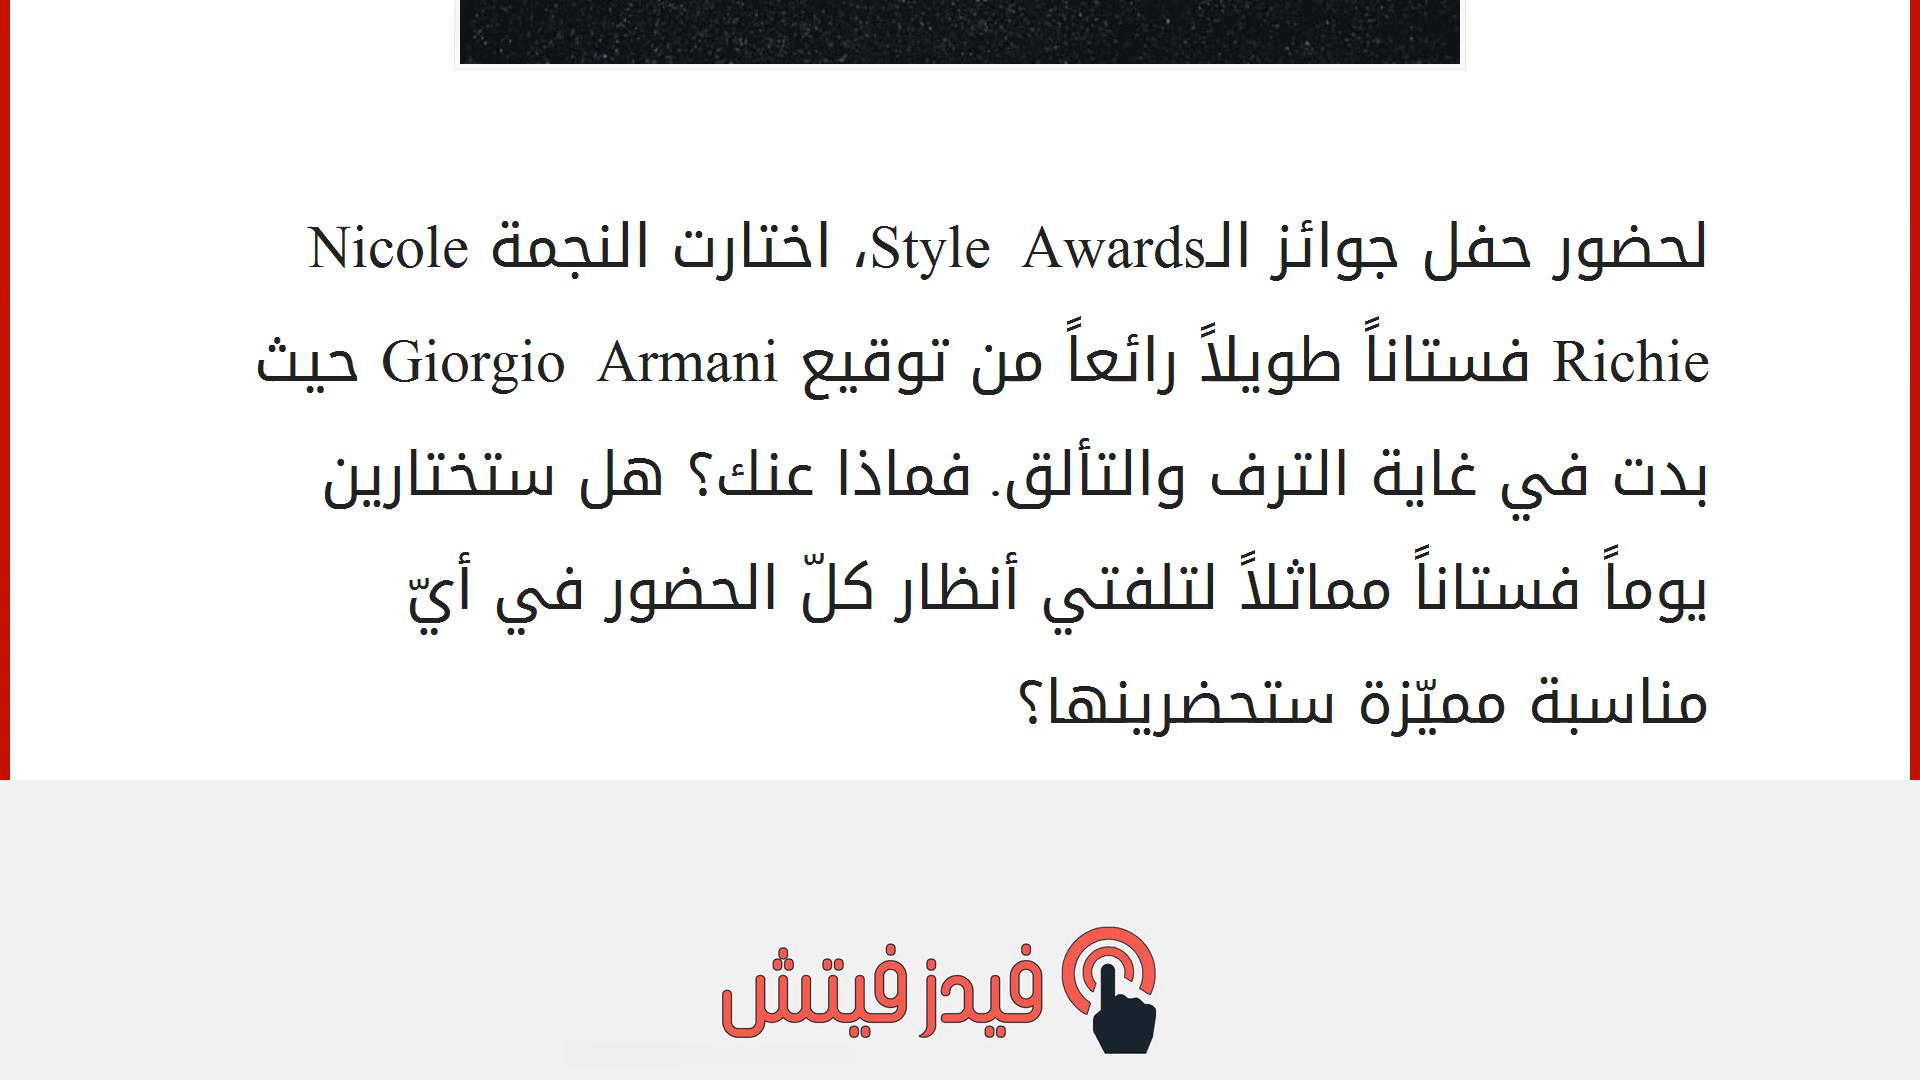 لحضور حفل جوائز الـStyle Awards، اختارت النجمة Nicole
Richie فستاناً طويلاً رائعاً من توقيع Giorgio Armani حيث
بدت في غاية الترف والتألق. فماذا عنك؟ هل ستختارين
يوماً فستاناً مماثلاً لتلفتي أنظار كلّ الحضور في أيّ
مناسبة مميّزة ستحضرينها؟
فيدز فيتش